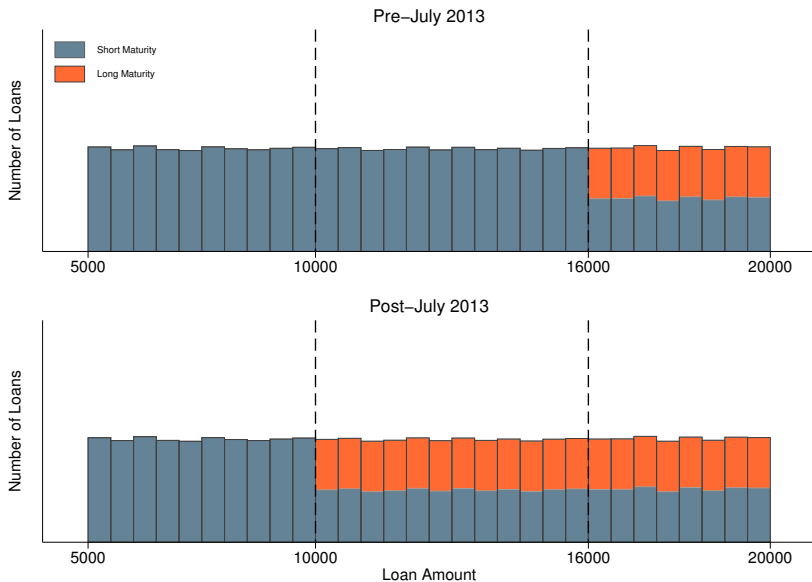 Pre−July 2013
Short Maturity
Long Maturity
Number of Loans
5000 10000 16000 20000
Post−July 2013
Number of Loans
5000 10000 16000 20000
Loan Amount